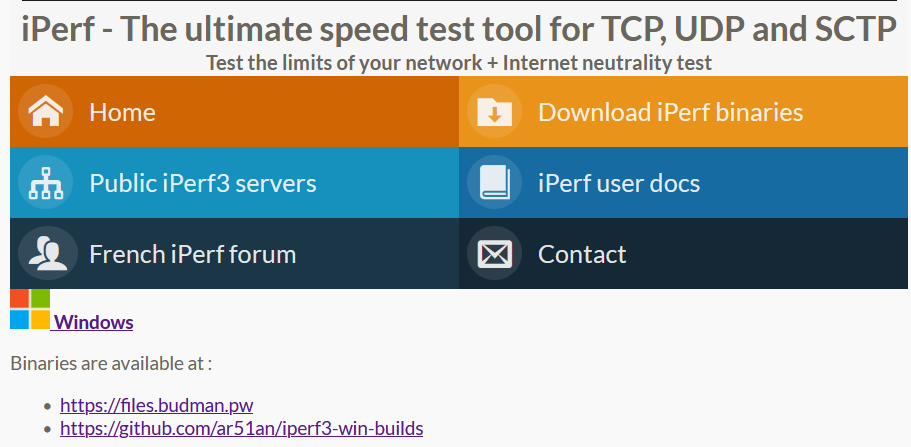 iPerf - The ultimate speed test tool for TCP, UDP and SCTP
Test the limits of your network + Internet neutrality test
Home
Download iPerf binaries
Public iPerf3 servers
iPerf user docs
French iPerf forum
Contact
Windows
Binaries are available at :
https://files.budman.pw
https://github.com/ar51an/iperf3-win-builds